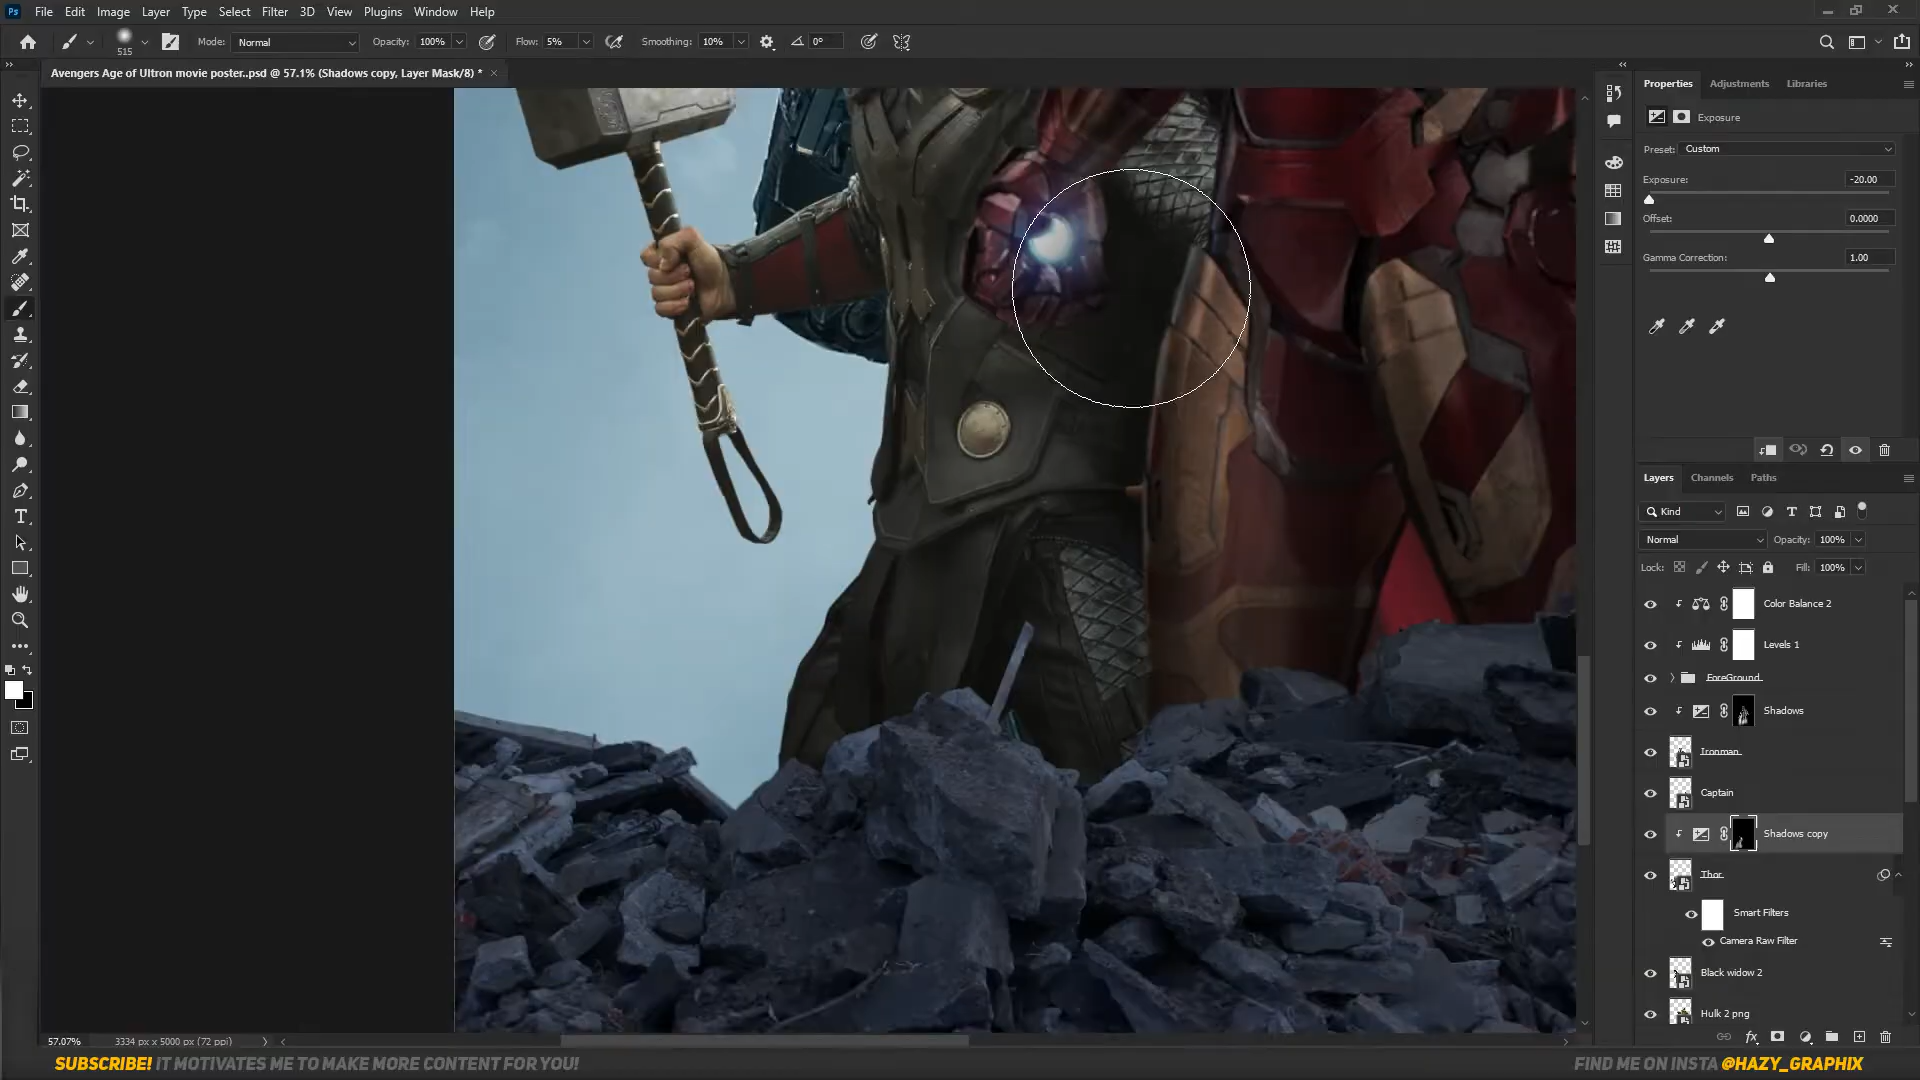 Ps File Edit Image Layer Type Select Filter 3D View Plugins Window Help
515 Mode: Normal Opacity: 100% Flow: 5% Smoothing: 10% 0°
Avengers Age of Ultron movie poster..psd @ 57.1% (Shadows copy, Layer Mask/8) *
Properties Adjustments Libraries
Exposure
Preset: Custom
Exposure: -20.00
Offset: 0.0000
Gamma Correction: 1.00
Layers Channels Paths
Kind
Normal Opacity: 100%
Lock: Fill: 100%
Color Balance 2
Levels 1
ForeGround
Shadows
Ironman
Captain
Shadows copy
Thor
Smart Filters
Camera Raw Filter
Black widow 2
Hulk 2 png
57.07% 3334 px x 5000 px (72 ppi)
SUBSCRIBE! IT MOTIVATES ME TO MAKE MORE CONTENT FOR YOU!
FIND ME ON INSTA @HAZY_GRAPHIX